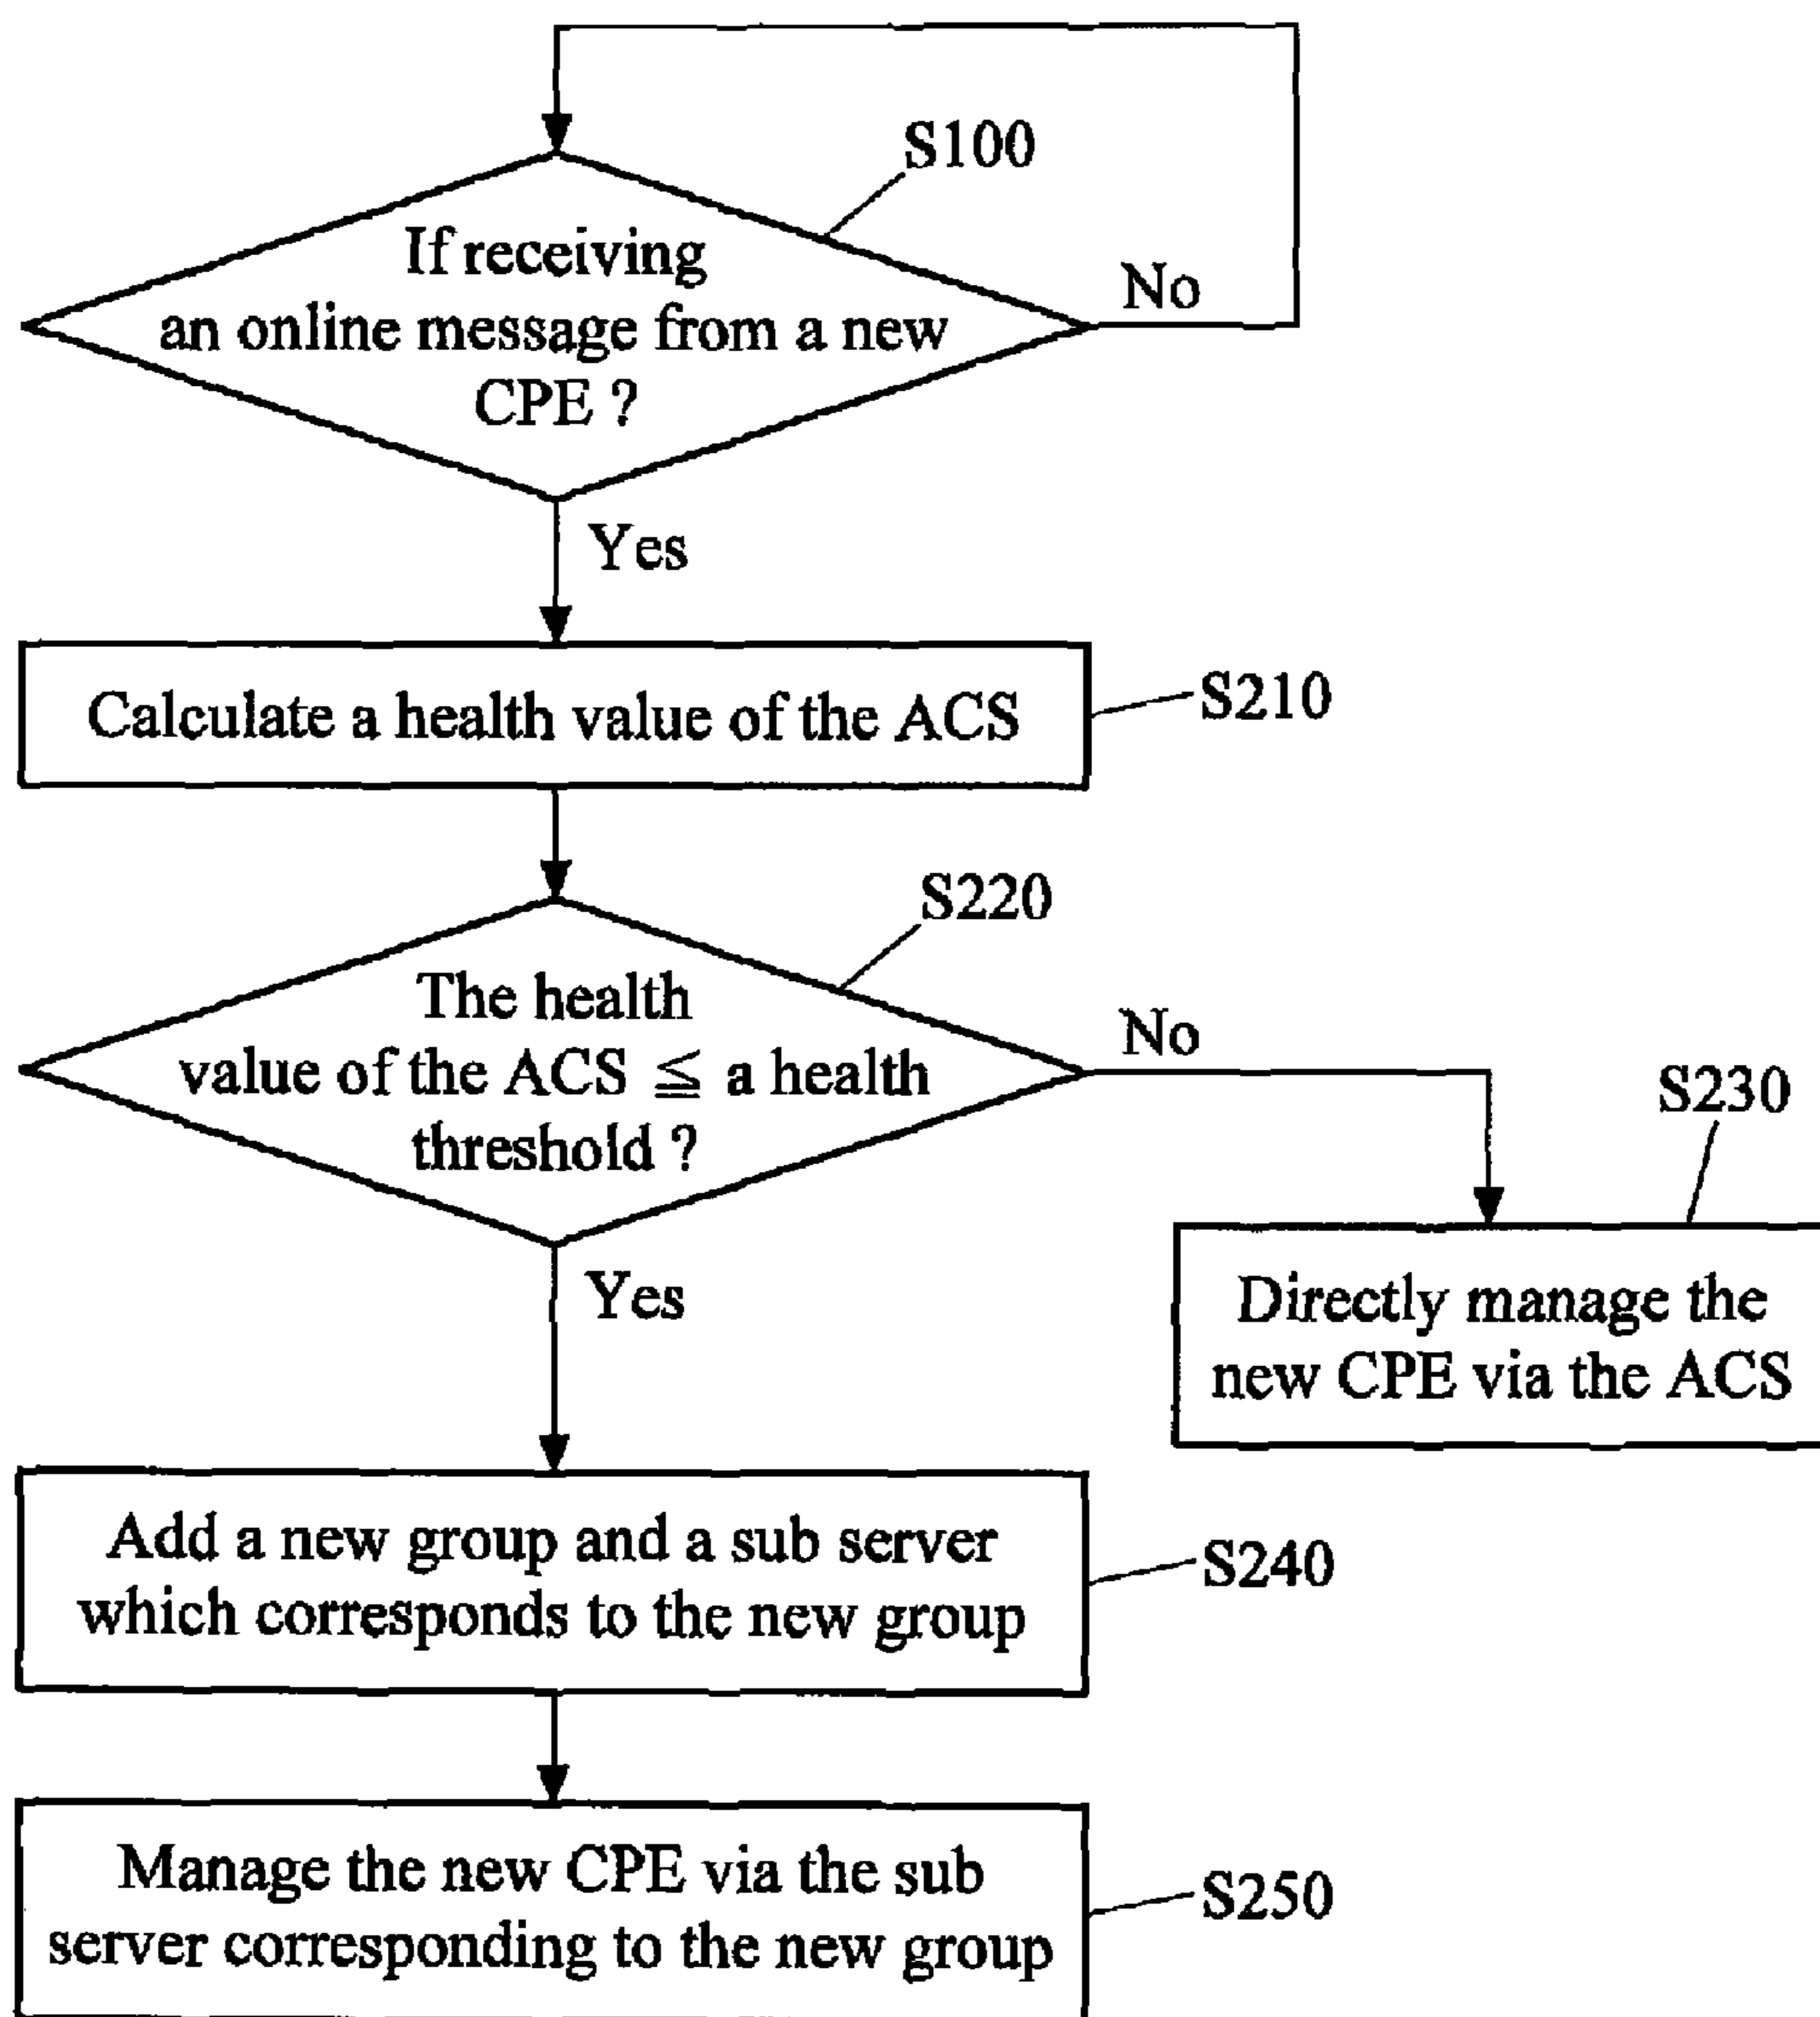 S100
If receiving
an online message from a new
CPE ?
No
Yes
Calculate a health value of the ACS
S210
S220
The health
value of the ACS ≦ a health
threshold ?
No
Yes
S230
Directly manage the
new CPE via the ACS
Add a new group and a sub server
which corresponds to the new group
S240
Manage the new CPE via the sub
server corresponding to the new group
S250